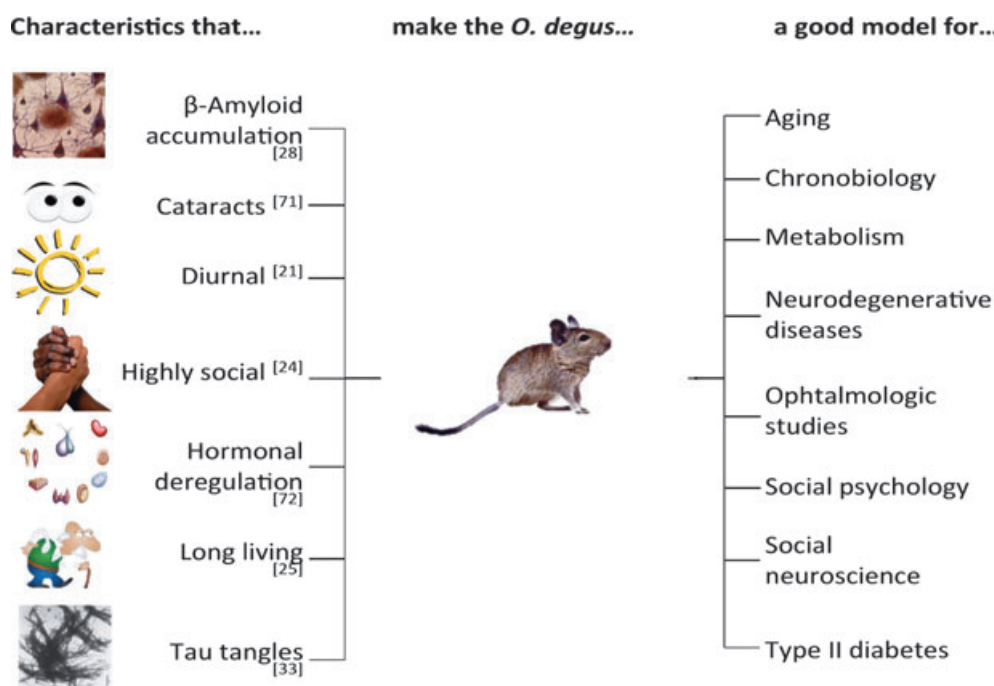 Characteristics that...
make the O. degus...
a good model for...
β-Amyloid
accumulation
[28]
Cataracts [71]
Diurnal [21]
Highly social [24]
Hormonal
deregulation
[72]
Long living
[25]
Tau tangles
[33]
Aging
Chronobiology
Metabolism
Neurodegenerative
diseases
Ophtalmologic
studies
Social psychology
Social
neuroscience
Type II diabetes